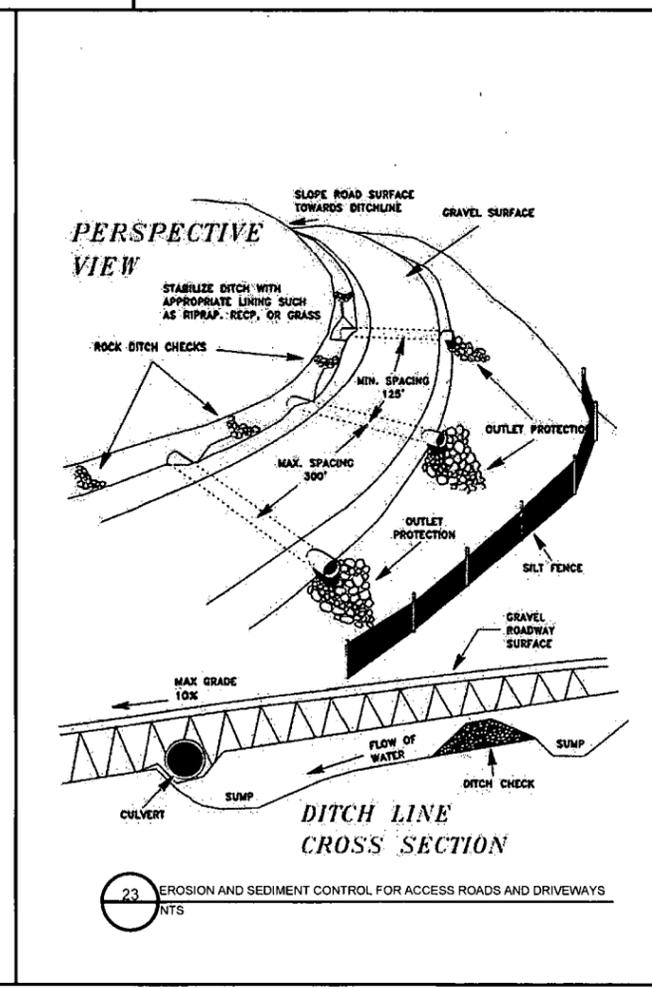 SLOPE ROAD SURFACE
TOWARDS DITCHLINE
GRAVEL SURFACE
PERSPECTIVE
VIEW
STABILIZE DITCH WITH
APPROPRIATE LINING SUCH
AS RIPRAP. RECP, OR GRASS
ROCK DITCH CHECKS
MIN. SPACING
125'
OUTLET PROTECTION
MAX. SPACING
300'
OUTLET
PROTECTION
SILT FENCE
GRAVEL
ROADWAY
SURFACE
MAX GRADE
10%
FLOW OF
WATER
SUMP
DITCH CHECK
CULVERT
SUMP
DITCH LINE
CROSS SECTION
23
EROSION AND SEDIMENT CONTROL FOR ACCESS ROADS AND DRIVEWAYS
NTS